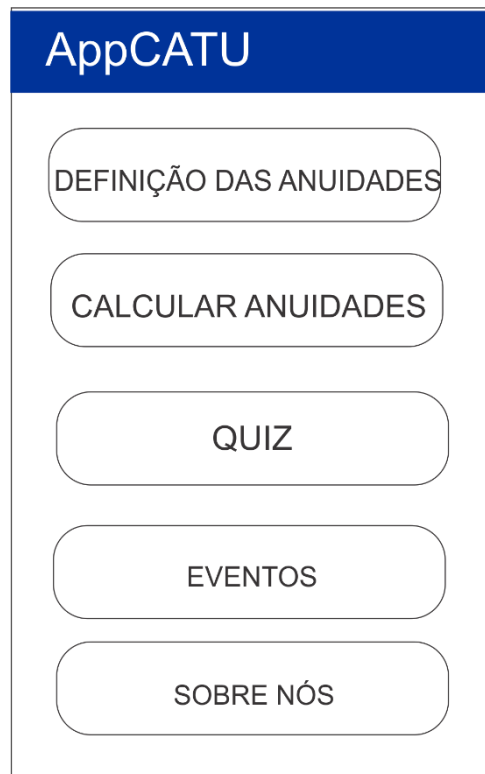 AppCATU
DEFINIÇÃO DAS ANUIDADES
CALCULAR ANUIDADES
QUIZ
EVENTOS
SOBRE NÓS